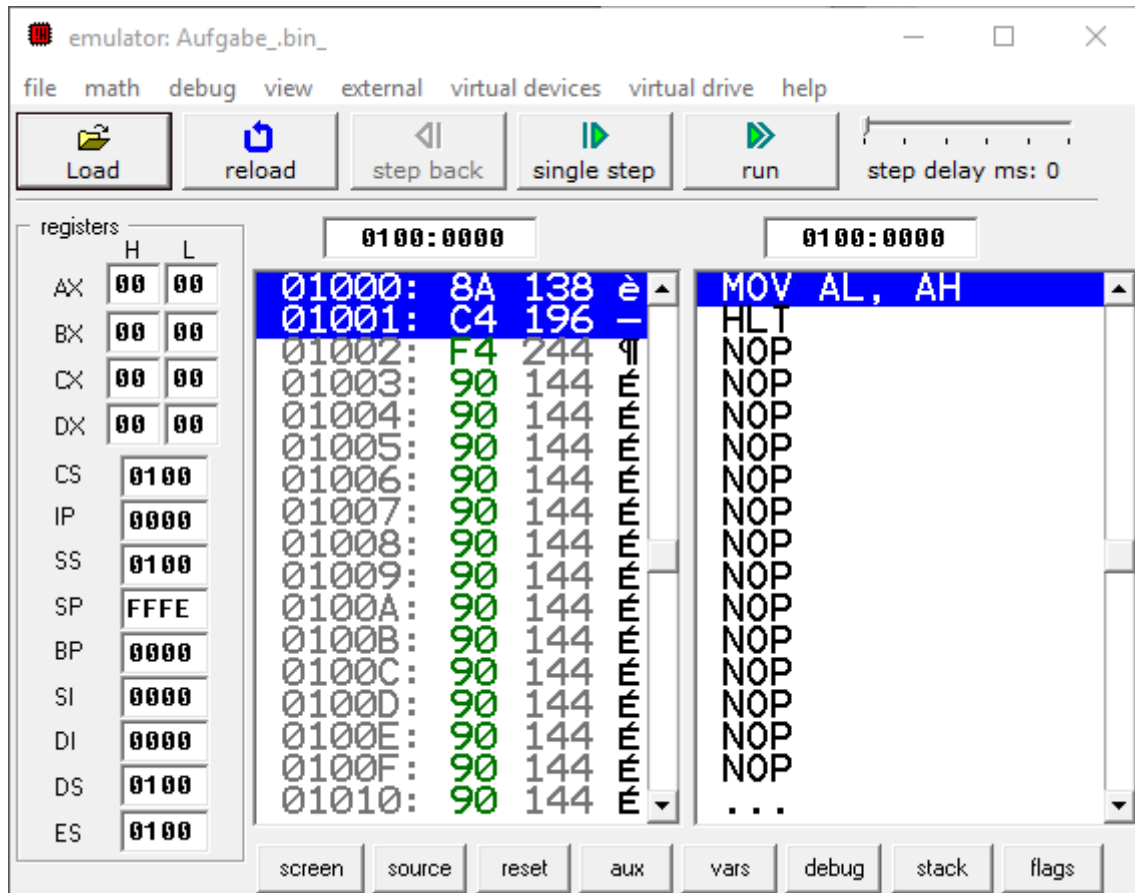 emulator: Aufgabe_.bin_
file math debug view external virtual devices virtual drive help
Load reload step back single step run step delay ms: 0
registers
H L
AX 00 00
BX 00 00
CX 00 00
DX 00 00
CS 0100
IP 0000
SS 0100
SP FFFE
BP 0000
SI 0000
DI 0000
DS 0100
ES 0100
0100:0000
01000: 8A 138 è
01001: C4 196 —
01002: F4 244 ¶
01003: 90 144 É
01004: 90 144 É
01005: 90 144 É
01006: 90 144 É
01007: 90 144 É
01008: 90 144 É
01009: 90 144 É
0100A: 90 144 É
0100B: 90 144 É
0100C: 90 144 É
0100D: 90 144 É
0100E: 90 144 É
0100F: 90 144 É
01010: 90 144 É
0100:0000
MOV AL, AH
HLT
NOP
NOP
NOP
NOP
NOP
NOP
NOP
NOP
NOP
NOP
NOP
NOP
NOP
NOP
...
screen source reset aux vars debug stack flags